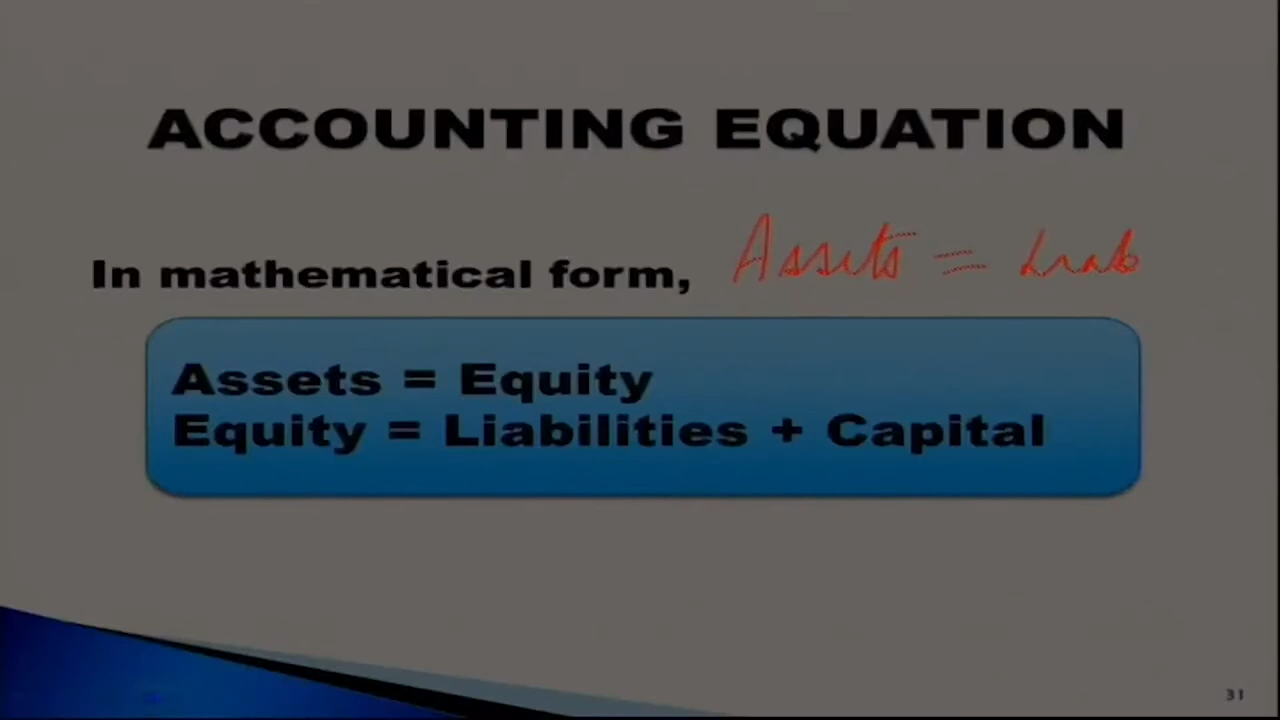 ACCOUNTING EQUATION
In mathematical form, Assets = Liab
Assets = Equity
Equity = Liabilities + Capital
31